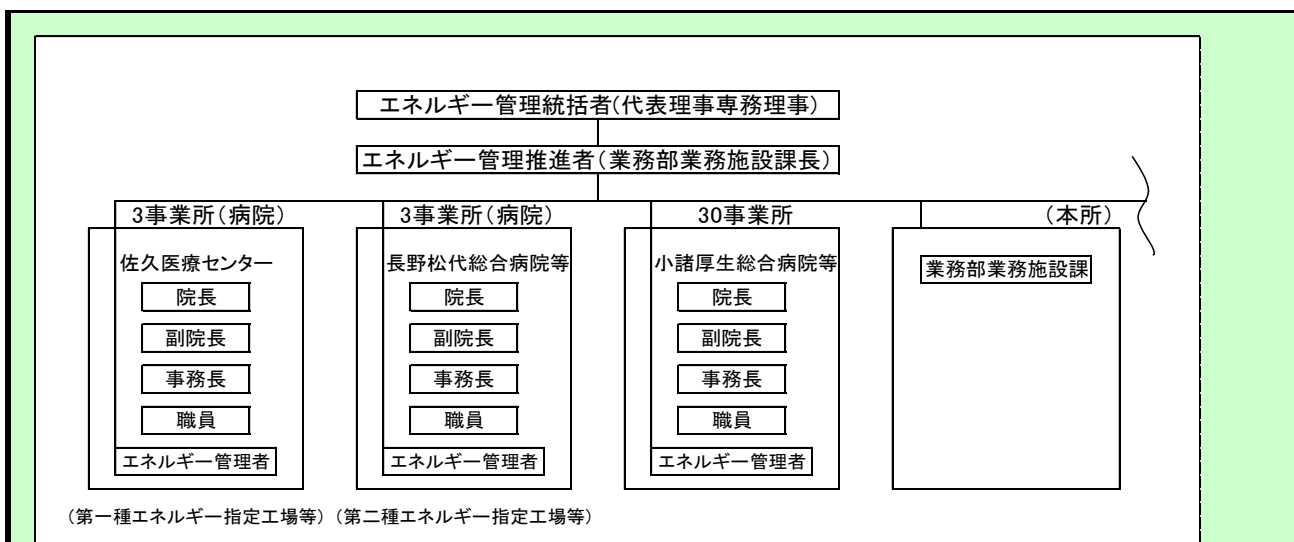 エネルギー管理統括者(代表理事専務理事)
エネルギー管理推進者(業務部業務施設課長)
3事業所(病院)
佐久医療センター
院長
副院長
事務長
職員
エネルギー管理者
(第一種エネルギー指定工場等)
3事業所(病院)
長野松代総合病院等
院長
副院長
事務長
職員
エネルギー管理者
(第二種エネルギー指定工場等)
30事業所
小諸厚生総合病院等
院長
副院長
事務長
職員
エネルギー管理者
(本所)
業務部業務施設課